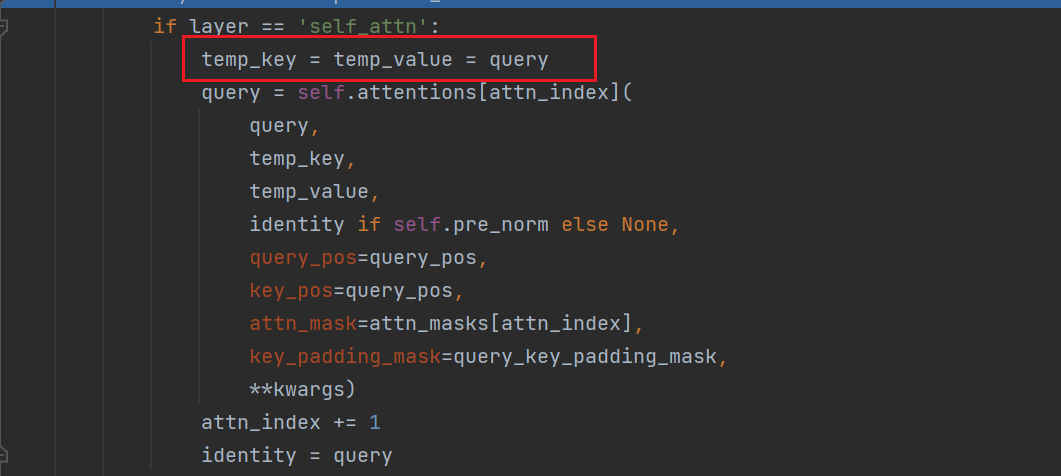 if layer == 'self_attn':
temp_key = temp_value = query
query = self.attentions[attn_index](
query,
temp_key,
temp_value,
identity if self.pre_norm else None,
query_pos=query_pos,
key_pos=query_pos,
attn_mask=attn_masks[attn_index],
key_padding_mask=query_key_padding_mask,
**kwargs)
attn_index += 1
identity = query